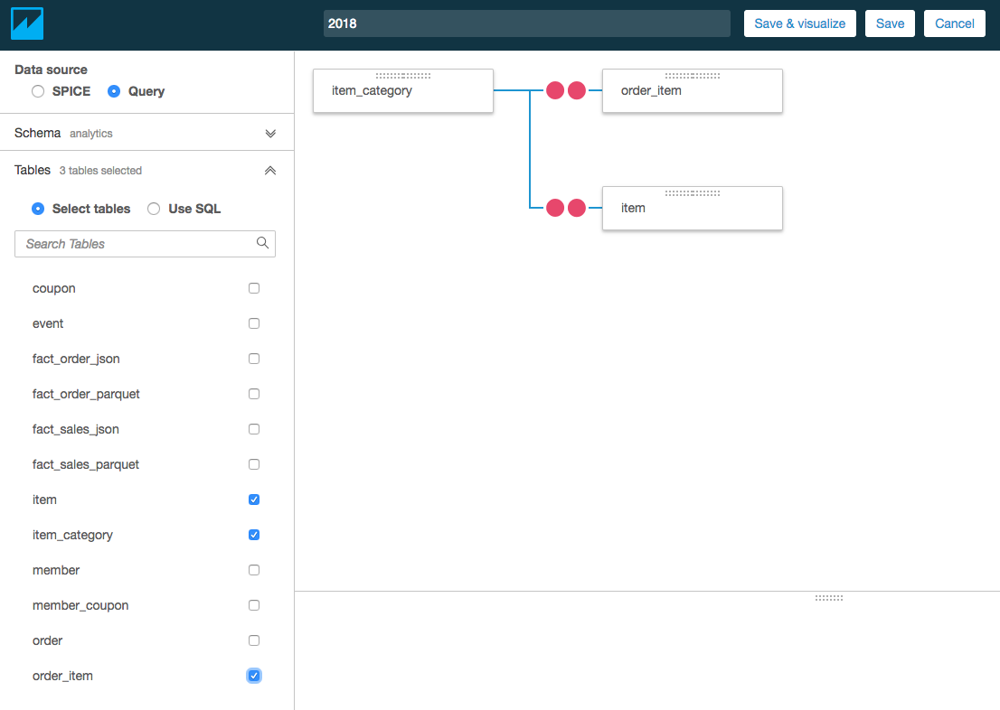 2018
Save & visualize
Save
Cancel
Data source
SPICE
Query
Schema analytics
Tables 3 tables selected
Select tables
Use SQL
Search Tables
coupon
event
fact_order_json
fact_order_parquet
fact_sales_json
fact_sales_parquet
item
item_category
member
member_coupon
order
order_item
item_category
order_item
item